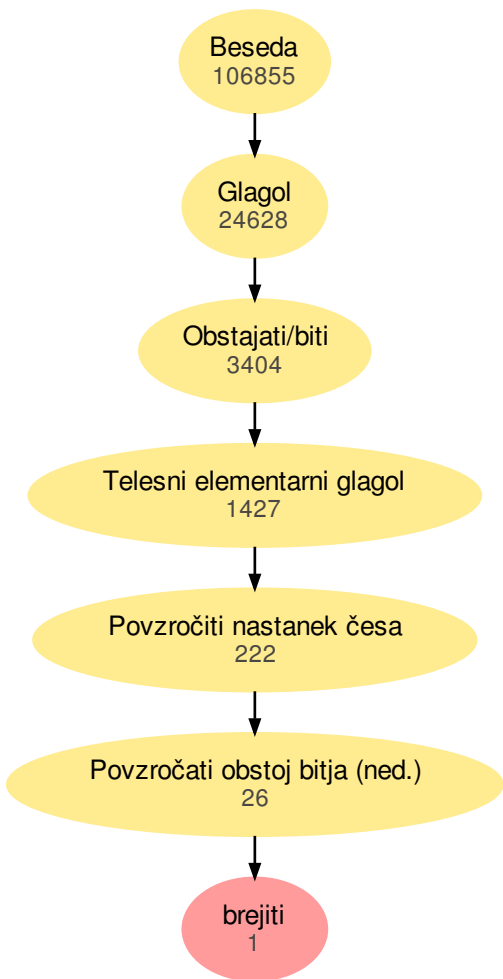 Beseda
106855
Glagol
24628
Obstajati/biti
3404
Telesni elementarni glagol
1427
Povzročiti nastanek česa
222
Povzročati obstoj bitja (ned.)
26
brejiti
1